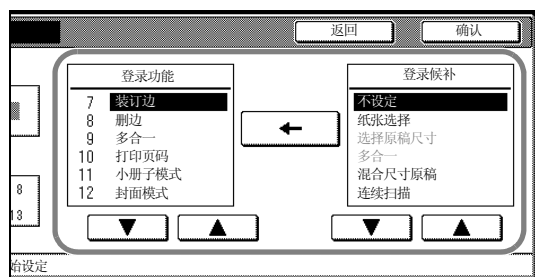 返回 确认
登录功能 登录候补
7 装订边
8 删边
9 多合一
10 打印页码
11 小册子模式
12 封面模式
不设定
纸张选择
选择原稿尺寸
多合一
混合尺寸原稿
连续扫描
8
13
始设定